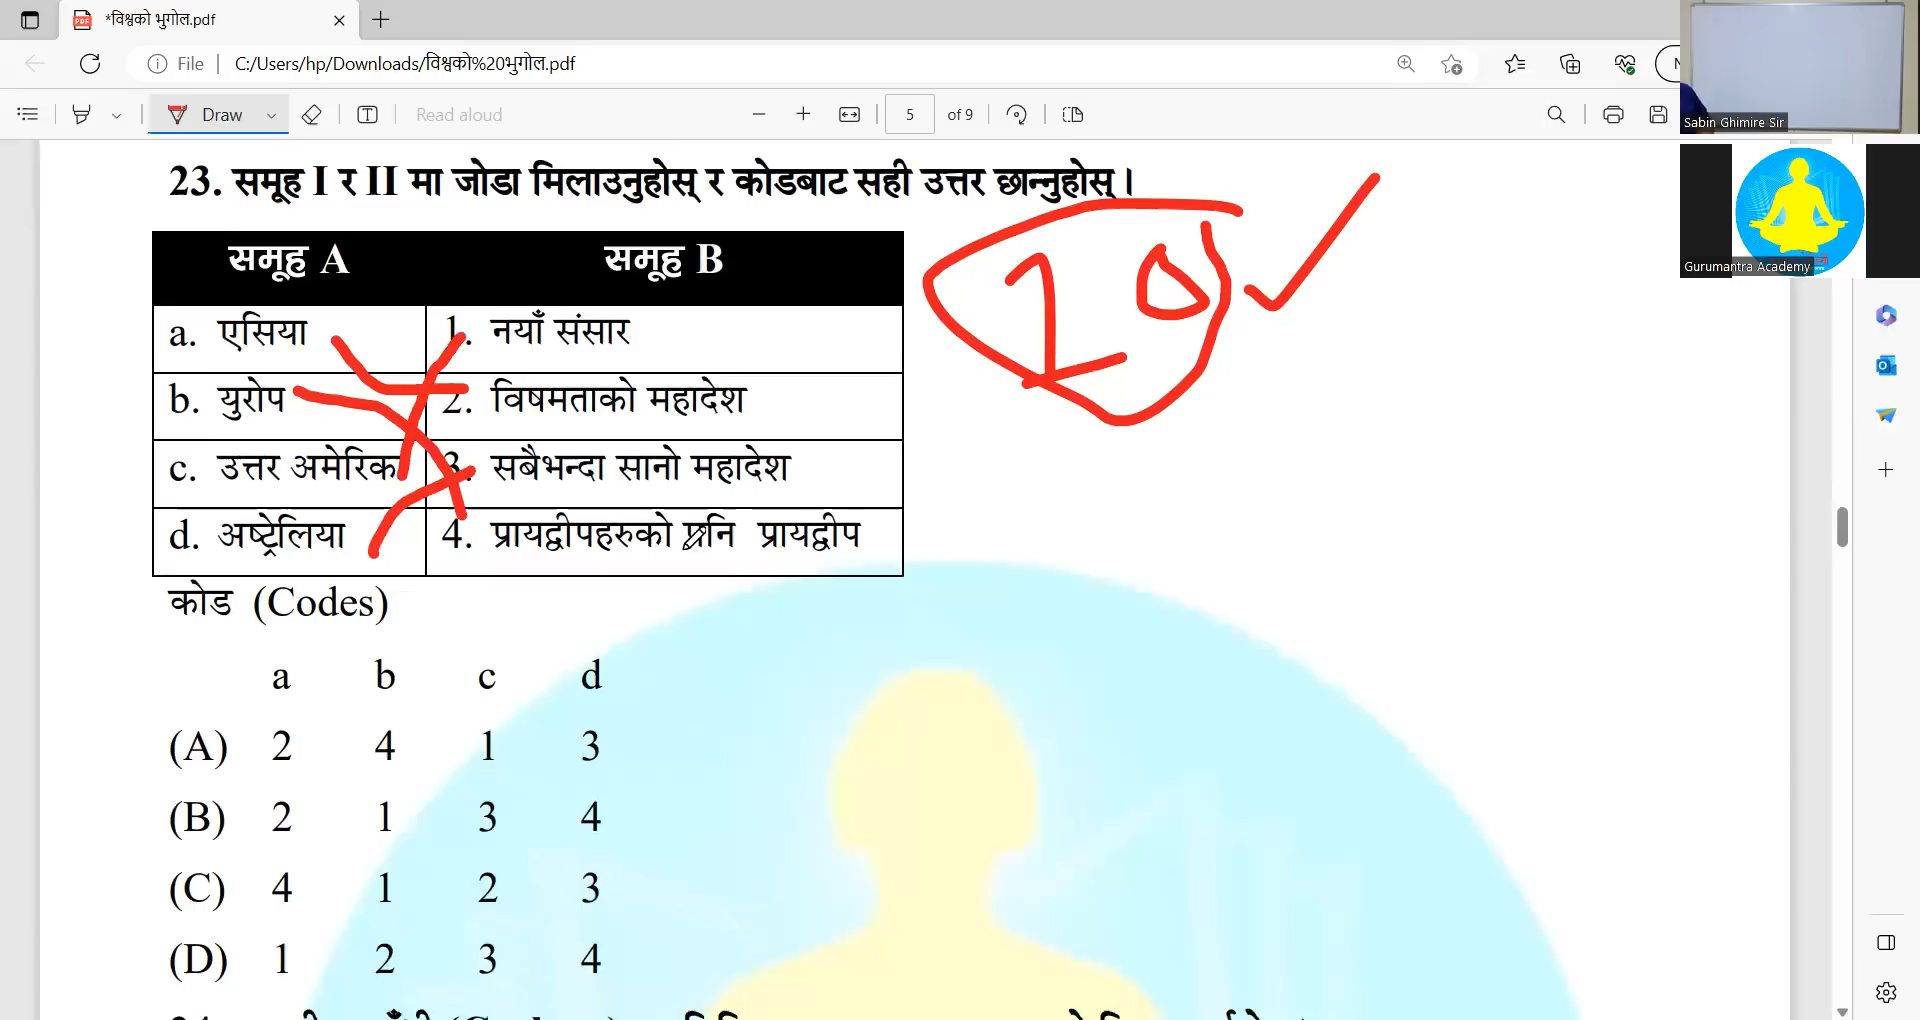 *विश्वको भुगोल.pdf
File C:/Users/hp/Downloads/विश्वको%20भुगोल.pdf
Draw Read aloud 5 of 9
Sabin Ghimire Sir
Gurumantra Academy
23. समूह I र II मा जोडा मिलाउनुहोस् र कोडबाट सही उत्तर छान्नुहोस्।
समूह A समूह B
a. एसिया 1. नयाँ संसार
b. युरोप 2. विषमताको महादेश
c. उत्तर अमेरिका 3. सबैभन्दा सानो महादेश
d. अष्ट्रेलिया 4. प्रायद्वीपहरुको पनि प्रायद्वीप
10
कोड (Codes)
a b c d
(A) 2 4 1 3
(B) 2 1 3 4
(C) 4 1 2 3
(D) 1 2 3 4